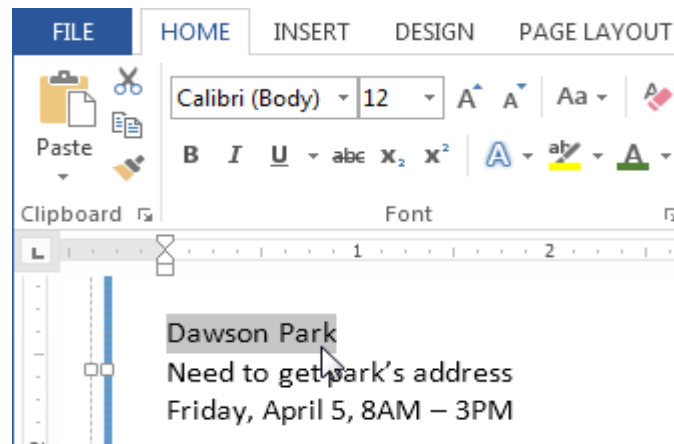 FILE HOME INSERT DESIGN PAGE LAYOUT
Calibri (Body) 12 A A Aa
Paste B I U abc X₂ X² A ab A
Clipboard Font
L 1 2
Dawson Park
Need to get park’s address
Friday, April 5, 8AM – 3PM